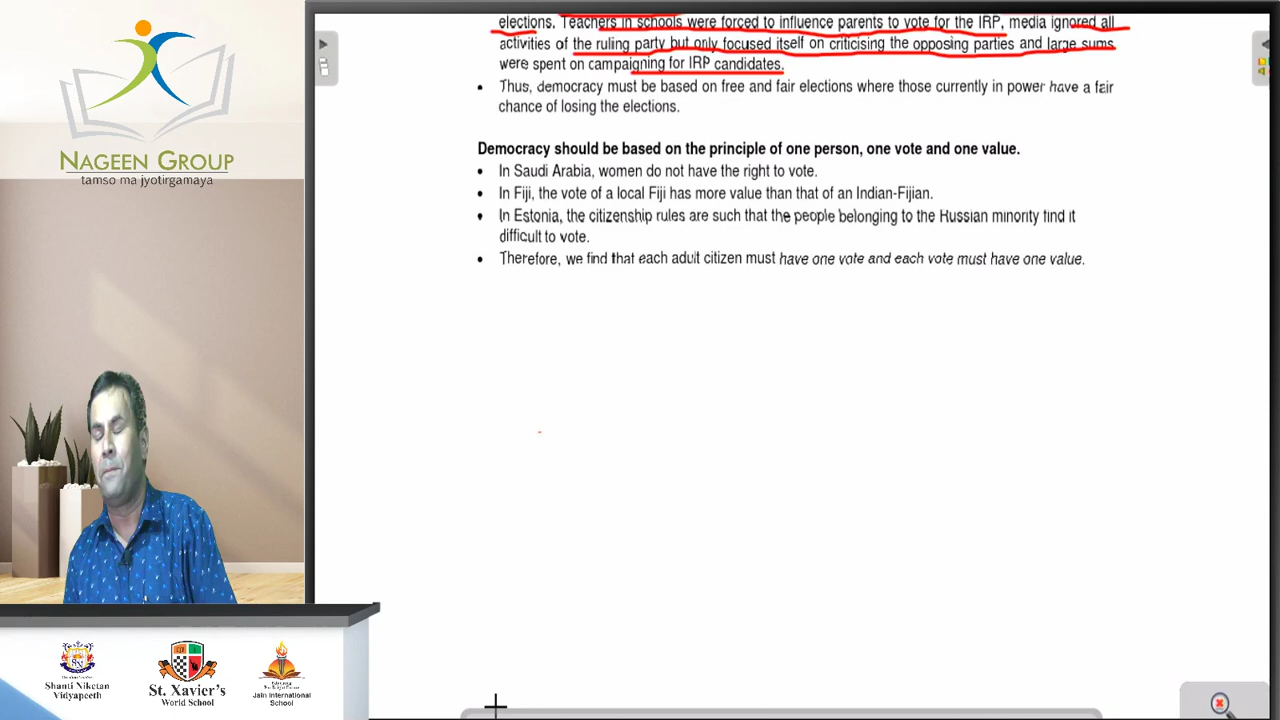 elections. Teachers in schools were forced to influence parents to vote for the IRP, media ignored all
activities of the ruling party but only focused itself on criticising the opposing parties and large sums
were spent on campaigning for IRP candidates.
• Thus, democracy must be based on free and fair elections where those currently in power have a fair
chance of losing the elections.
Democracy should be based on the principle of one person, one vote and one value.
• In Saudi Arabia, women do not have the right to vote.
• In Fiji, the vote of a local Fiji has more value than that of an Indian-Fijian.
• In Estonia, the citizenship rules are such that the people belonging to the Russian minority find it
difficult to vote.
• Therefore, we find that each adult citizen must have one vote and each vote must have one value.
NAGEEN GROUP
tamso ma jyotirgamaya
Shanti Niketan
Vidyapeeth
St. Xavier's
World School
Jain International
School